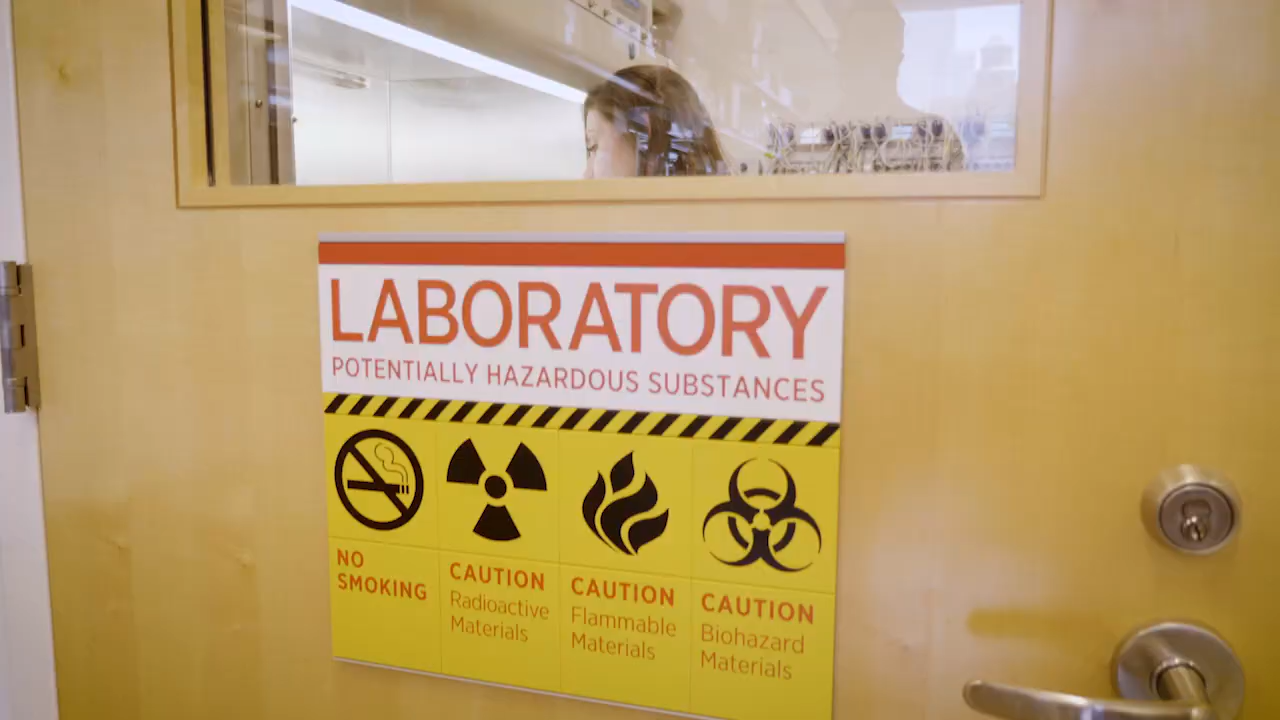 LABORATORY
POTENTIALLY HAZARDOUS SUBSTANCES
NO
SMOKING
CAUTION
Radioactive
Materials
CAUTION
Flammable
Materials
CAUTION
Biohazard
Materials